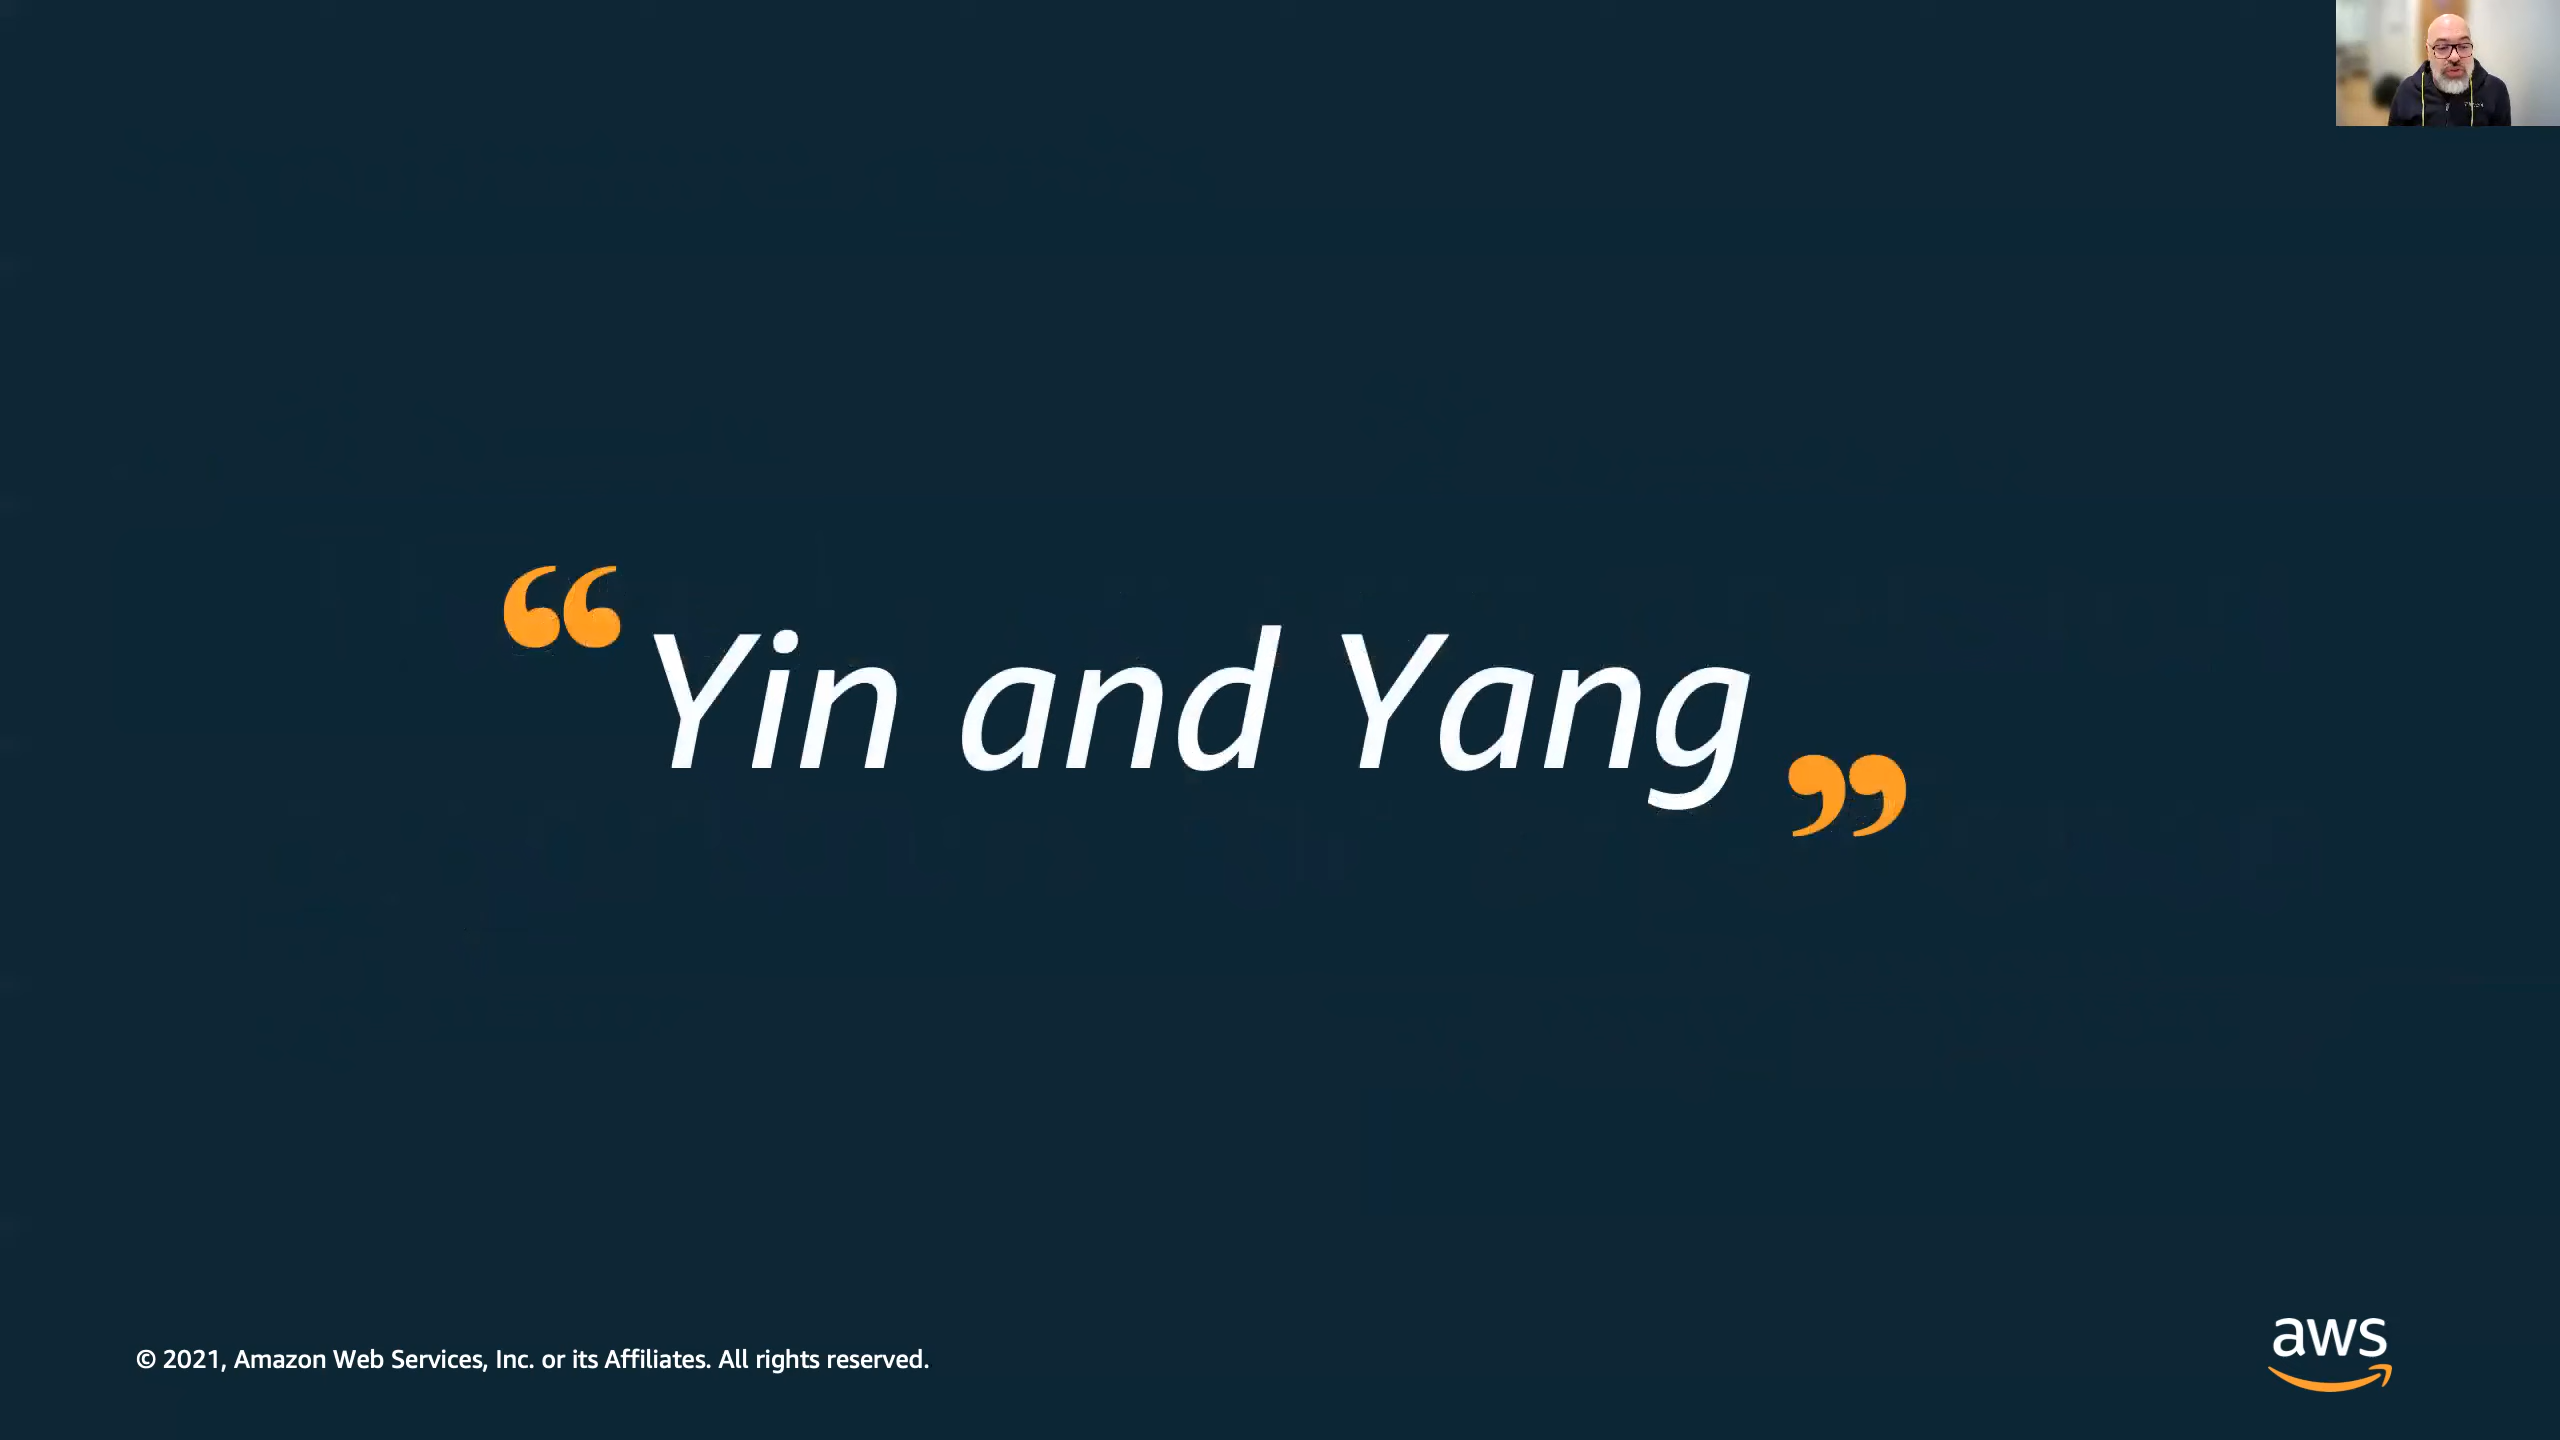 “Yin and Yang”
© 2021, Amazon Web Services, Inc. or its Affiliates. All rights reserved.
aws